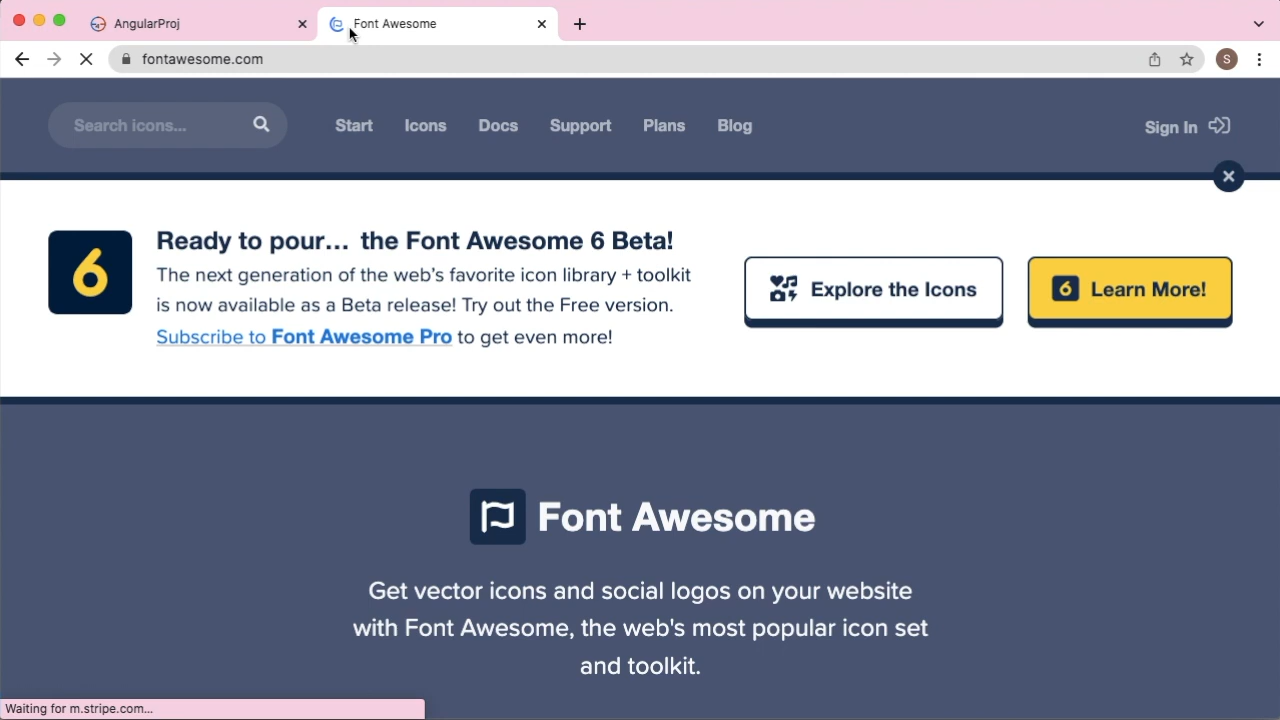 AngularProj
Font Awesome
fontawesome.com
S
Search icons...
Start
Icons
Docs
Support
Plans
Blog
Sign In
6
Ready to pour... the Font Awesome 6 Beta!
The next generation of the web's favorite icon library + toolkit
is now available as a Beta release! Try out the Free version.
Subscribe to Font Awesome Pro to get even more!
Explore the Icons
6 Learn More!
Font Awesome
Get vector icons and social logos on your website
with Font Awesome, the web's most popular icon set
and toolkit.
Waiting for m.stripe.com...